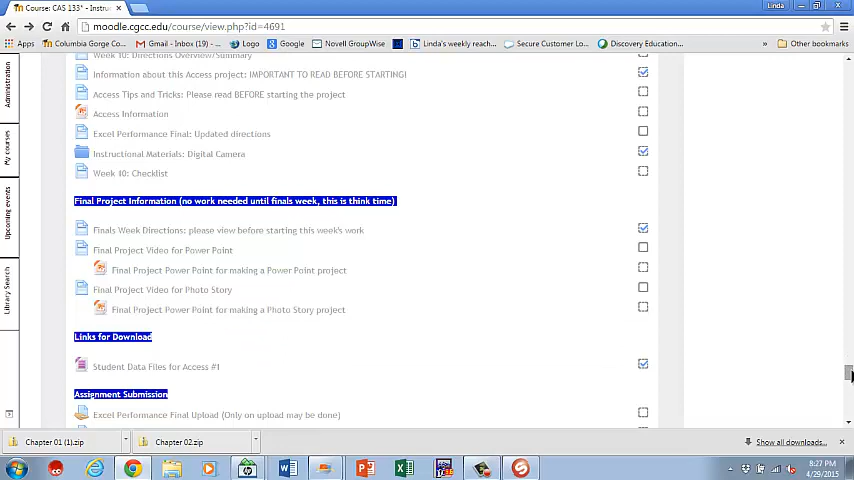 Course: CAS 133* - Instruc
Linda
moodle.cgcc.edu/course/view.php?id=4691
Apps
Columbia Gorge Co...
Gmail - Inbox (19) - ...
Logo
Google
Novell GroupWise
Linda's weekly reach...
Secure Customer Lo...
Discovery Education...
»
Other bookmarks
Administration
My courses
Upcoming events
Library Search
Week 10: Directions Overview/Summary
Information about this Access project: IMPORTANT TO READ BEFORE STARTING!
Access Tips and Tricks: Please read BEFORE starting the project
Access Information
Excel Performance Final: Updated directions
Instructional Materials: Digital Camera
Week 10: Checklist
Final Project Information (no work needed until finals week, this is think time)
Finals Week Directions: please view before starting this week's work
Final Project Video for Power Point
Final Project Power Point for making a Power Point project
Final Project Video for Photo Story
Final Project Power Point for making a Photo Story project
Links for Download
Student Data Files for Access #1
Assignment Submission
Excel Performance Final Upload (Only on upload may be done)
Chapter 01 (1).zip
Chapter 02.zip
Show all downloads...
8:27 PM
4/29/2015